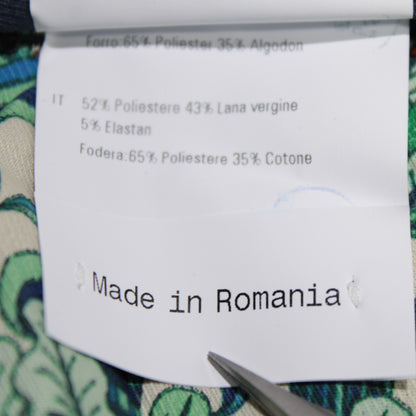 Forro:65% Poliester 35% Algodon
IT 52% Poliestere 43% Lana vergine
5% Elastan
Fodera:65% Poliestere 35% Cotone
Made in Romania